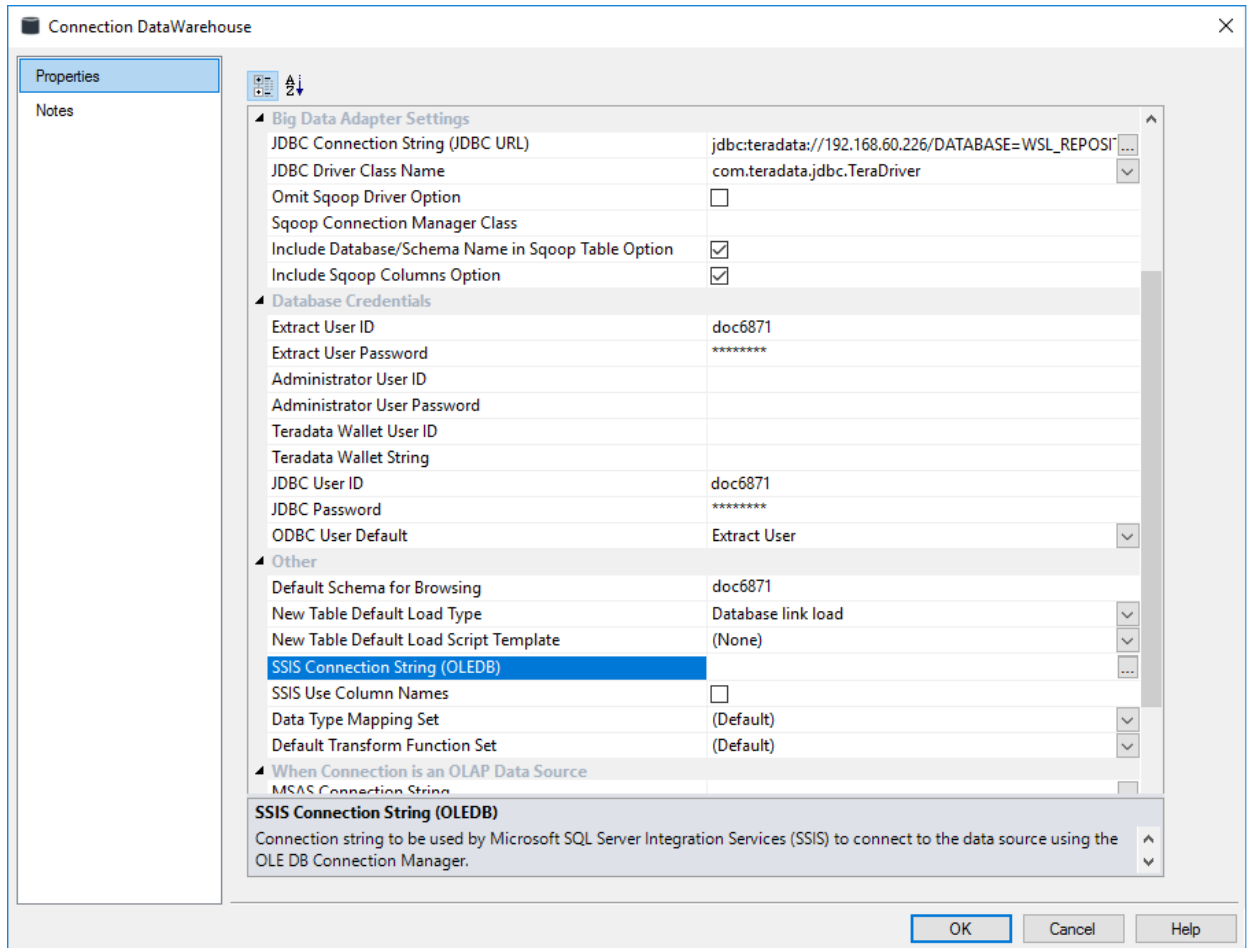 Connection DataWarehouse
Properties
Notes
Big Data Adapter Settings
JDBC Connection String (JDBC URL) jdbc:teradata://192.168.60.226/DATABASE=WSL_REPOSIT ...
JDBC Driver Class Name com.teradata.jdbc.TeraDriver
Omit Sqoop Driver Option
Sqoop Connection Manager Class
Include Database/Schema Name in Sqoop Table Option
Include Sqoop Columns Option
Database Credentials
Extract User ID doc6871
Extract User Password ********
Administrator User ID
Administrator User Password
Teradata Wallet User ID
Teradata Wallet String
JDBC User ID doc6871
JDBC Password ********
ODBC User Default Extract User
Other
Default Schema for Browsing doc6871
New Table Default Load Type Database link load
New Table Default Load Script Template (None)
SSIS Connection String (OLEDB) ...
SSIS Use Column Names
Data Type Mapping Set (Default)
Default Transform Function Set (Default)
When Connection is an OLAP Data Source
MSAS Connection String
SSIS Connection String (OLEDB)
Connection string to be used by Microsoft SQL Server Integration Services (SSIS) to connect to the data source using the
OLE DB Connection Manager.
OK Cancel Help